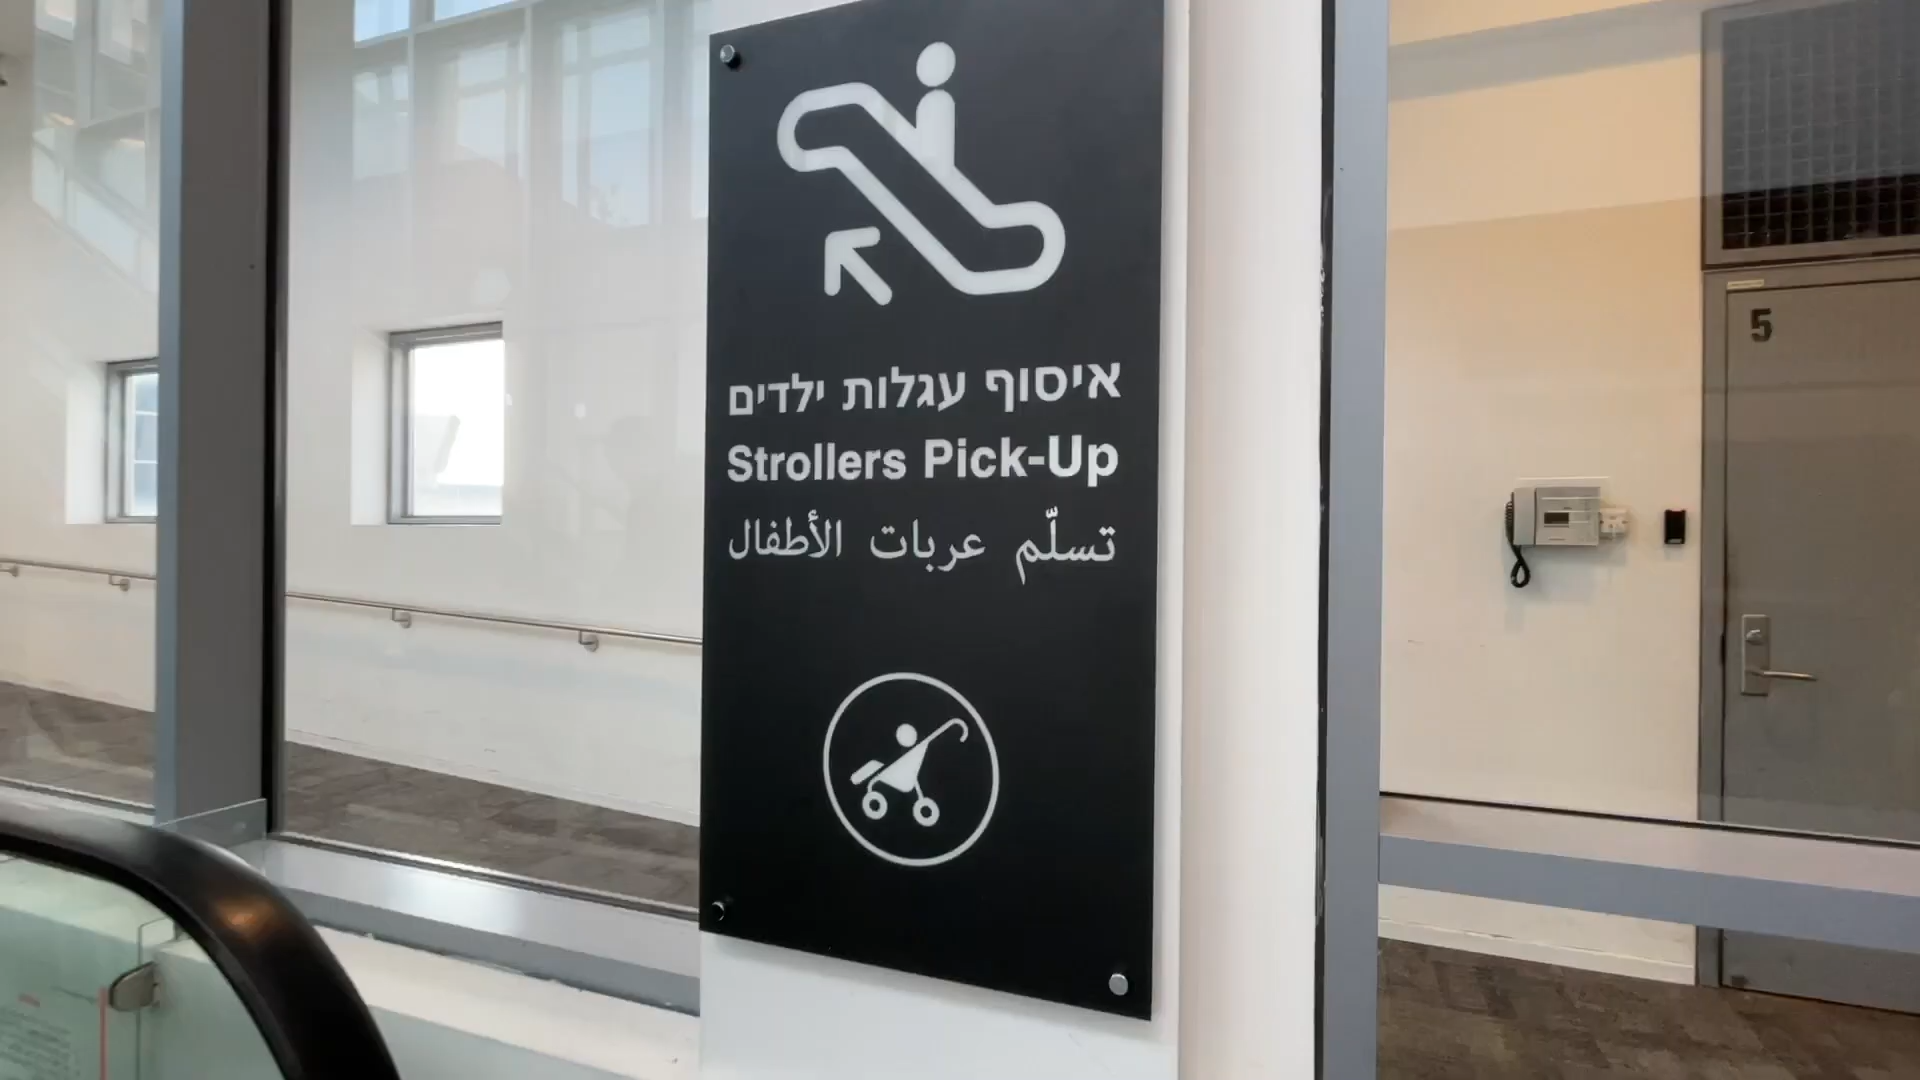 איסוף עגלות ילדים
Strollers Pick-Up
تسلّم عربات الأطفال
5